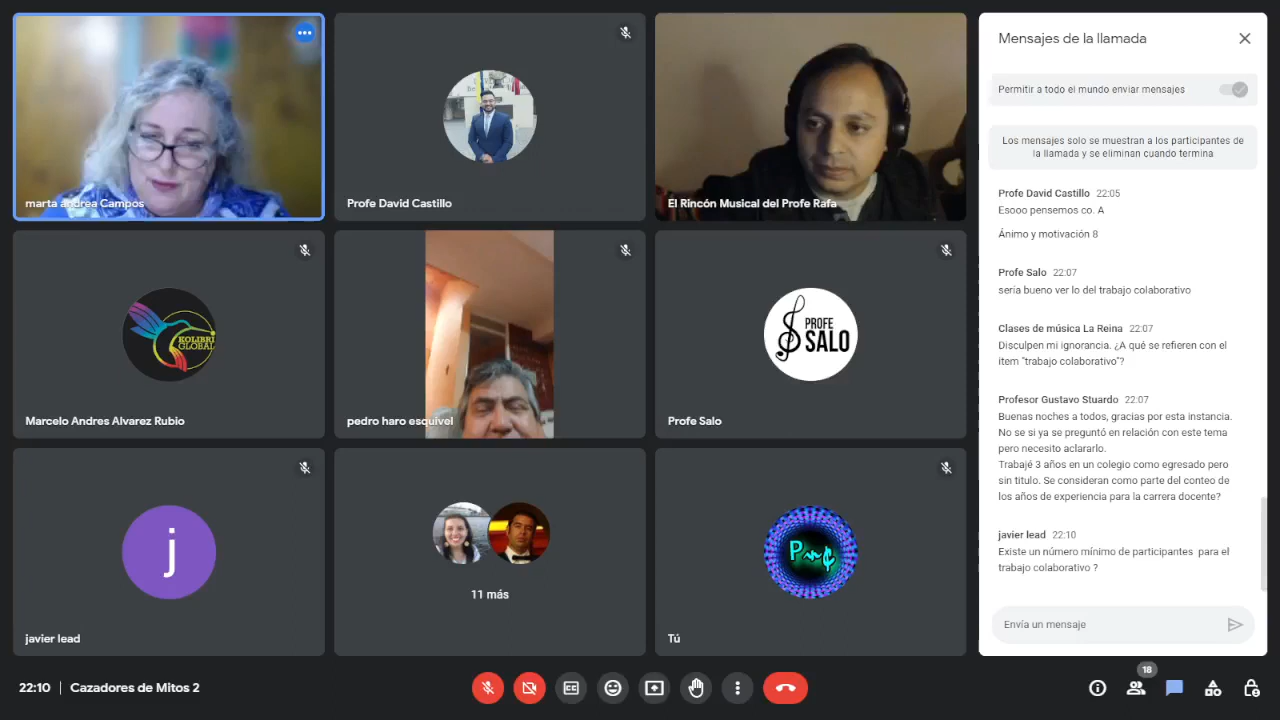 marta andrea Campos
Profe David Castillo
El Rincón Musical del Profe Rafa
KOLIBRI
GLOBAL
Marcelo Andres Alvarez Rubio
pedro haro esquivel
PROFE
SALO
Profe Salo
j
javier lead
11 más
Tú
Mensajes de la llamada
Permitir a todo el mundo enviar mensajes
Los mensajes solo se muestran a los participantes de
la llamada y se eliminan cuando termina
Profe David Castillo 22:05
Esooo pensemos co. A
Ánimo y motivación 8
Profe Salo 22:07
sería bueno ver lo del trabajo colaborativo
Clases de música La Reina 22:07
Disculpen mi ignorancia. ¿A qué se refieren con el
item "trabajo colaborativo"?
Profesor Gustavo Stuardo 22:07
Buenas noches a todos, gracias por esta instancia.
No se si ya se preguntó en relación con este tema
pero necesito aclararlo.
Trabajé 3 años en un colegio como egresado pero
sin titulo. Se consideran como parte del conteo de
los años de experiencia para la carrera docente?
javier lead 22:10
Existe un número mínimo de participantes para el
trabajo colaborativo ?
Envía un mensaje
22:10 | Cazadores de Mitos 2
18